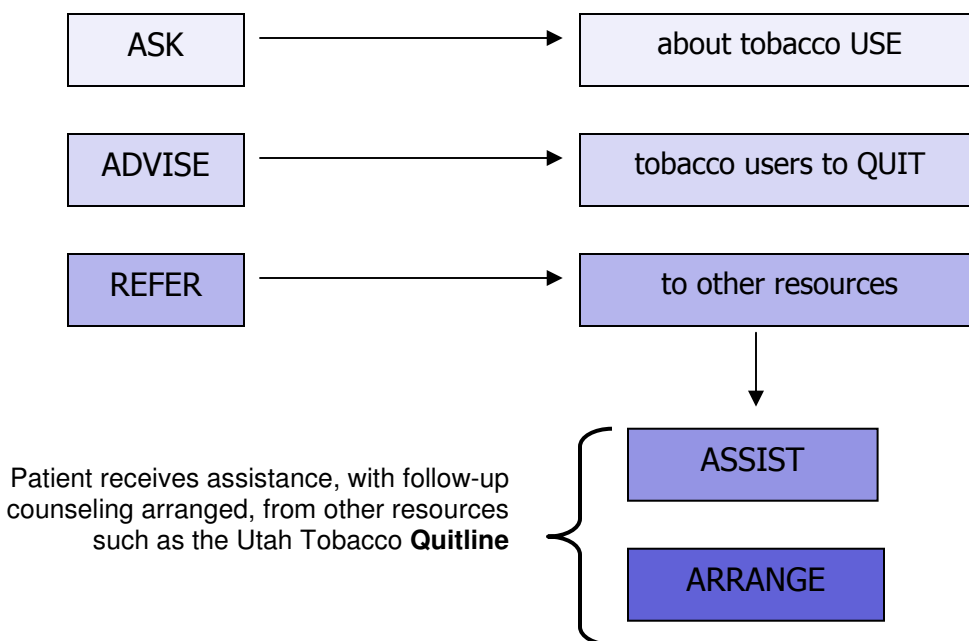 ASK
about tobacco USE
ADVISE
tobacco users to QUIT
REFER
to other resources
ASSIST
Patient receives assistance, with follow-up
counseling arranged, from other resources
such as the Utah Tobacco Quitline
ARRANGE